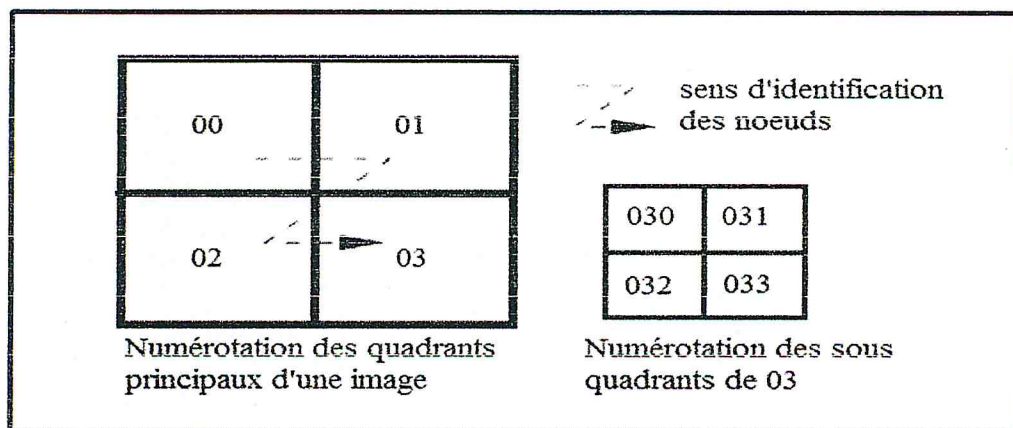 00 01
02 03
Numérotation des quadrants
principaux d'une image
sens d'identification
des noeuds
030 031
032 033
Numérotation des sous
quadrants de 03